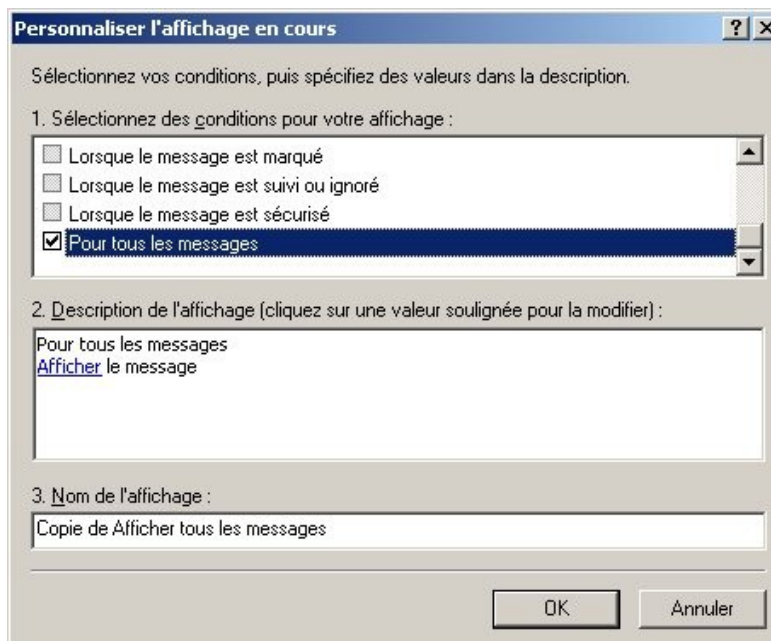 Personnaliser l'affichage en cours
Sélectionnez vos conditions, puis spécifiez des valeurs dans la description.
1. Sélectionnez des conditions pour votre affichage :
Lorsque le message est marqué
Lorsque le message est suivi ou ignoré
Lorsque le message est sécurisé
Pour tous les messages
2. Description de l'affichage (cliquez sur une valeur soulignée pour la modifier) :
Pour tous les messages
Afficher le message
3. Nom de l'affichage :
Copie de Afficher tous les messages
OK Annuler